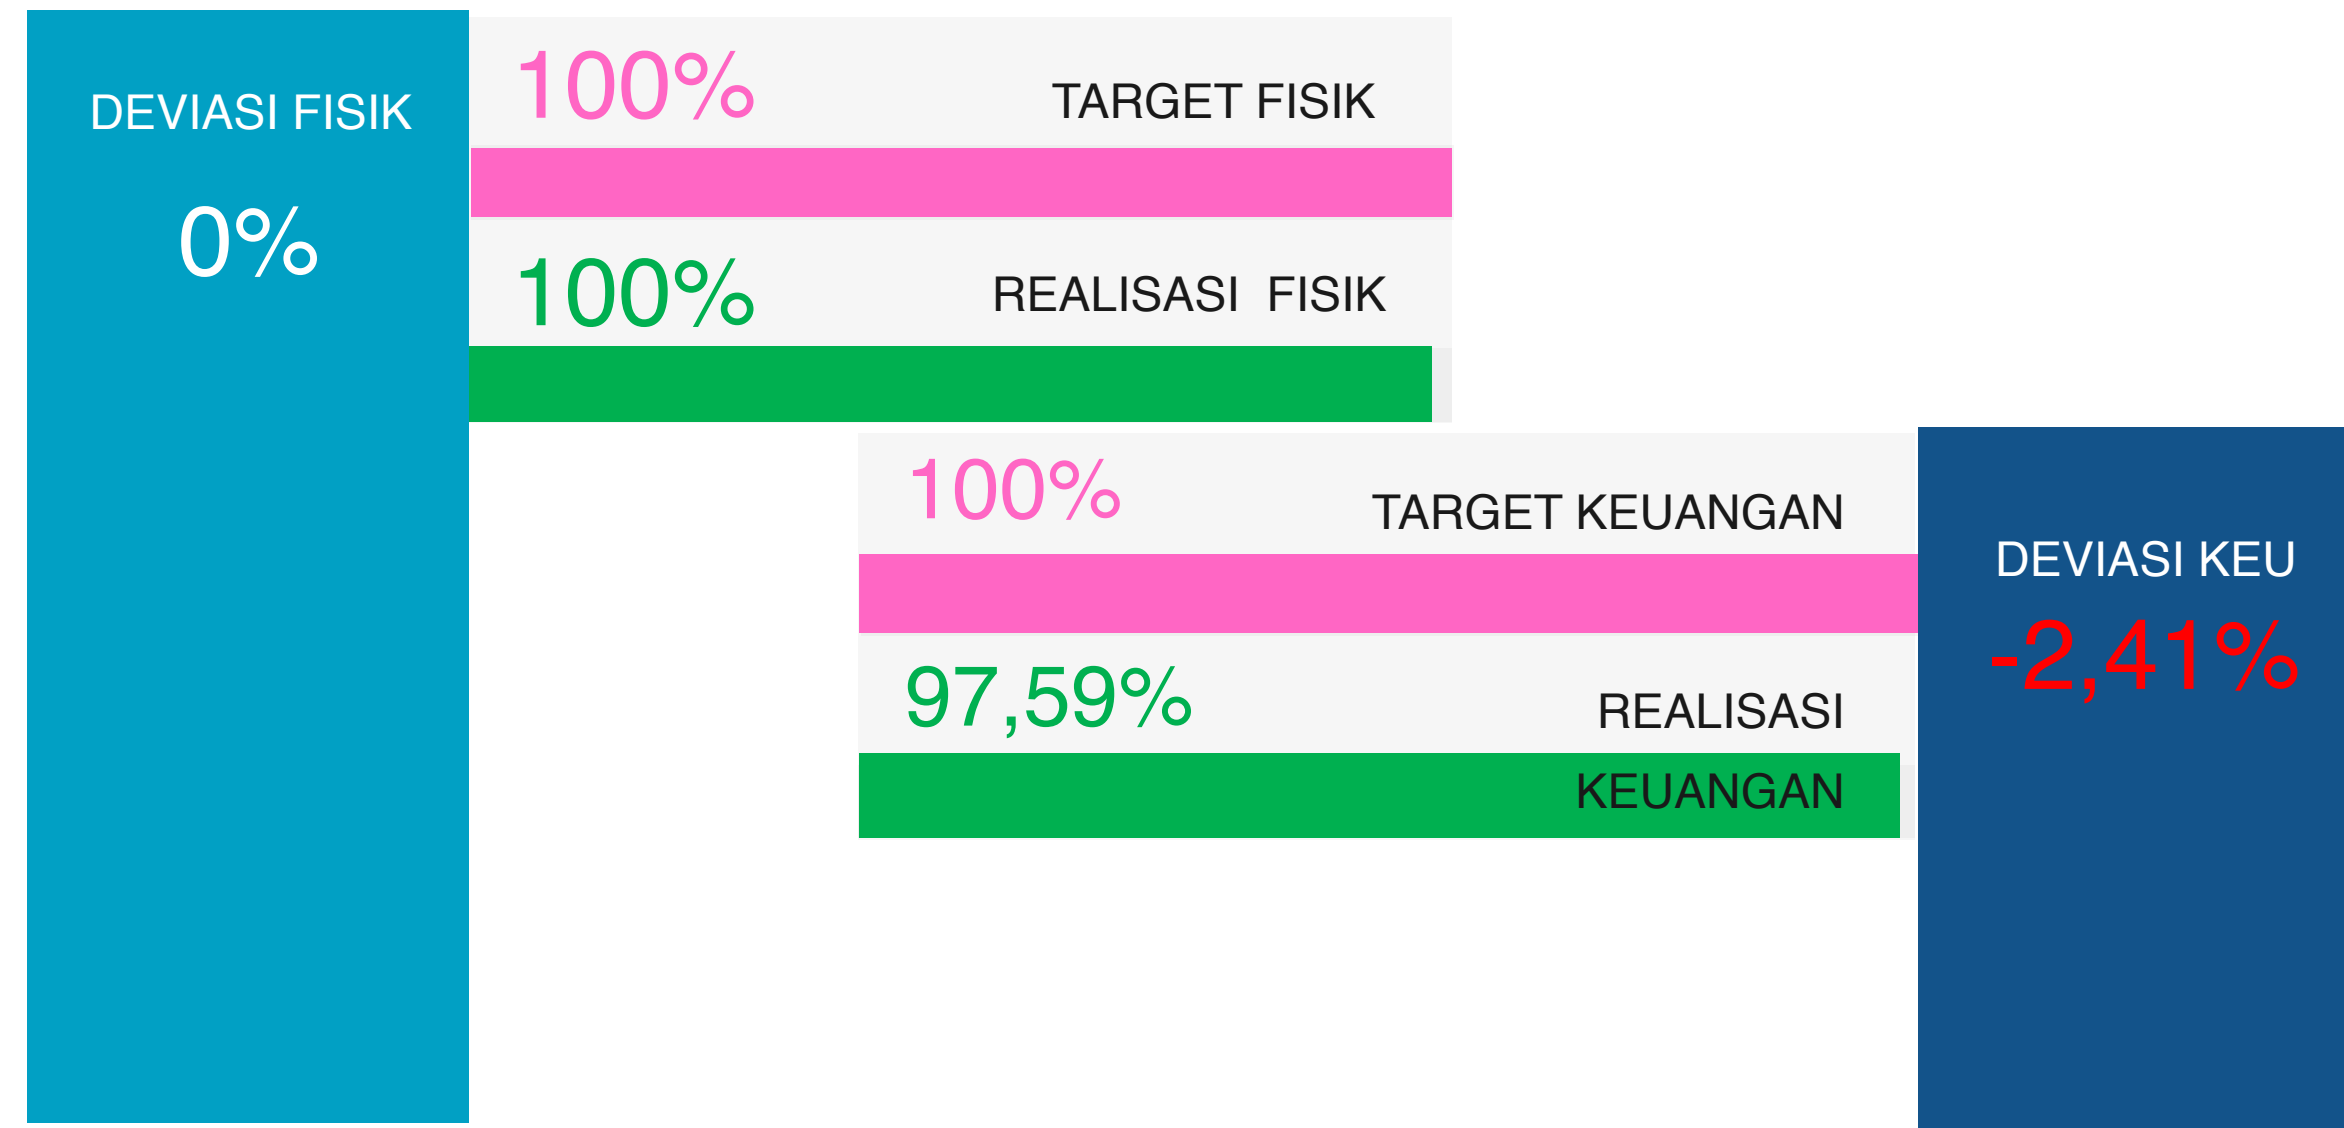 DEVIASI FISIK
0%
100%
TARGET FISIK
100%
REALISASI  FISIK
100%
TARGET KEUANGAN
97,59%
REALISASI
KEUANGAN
DEVIASI KEU
-2,41%